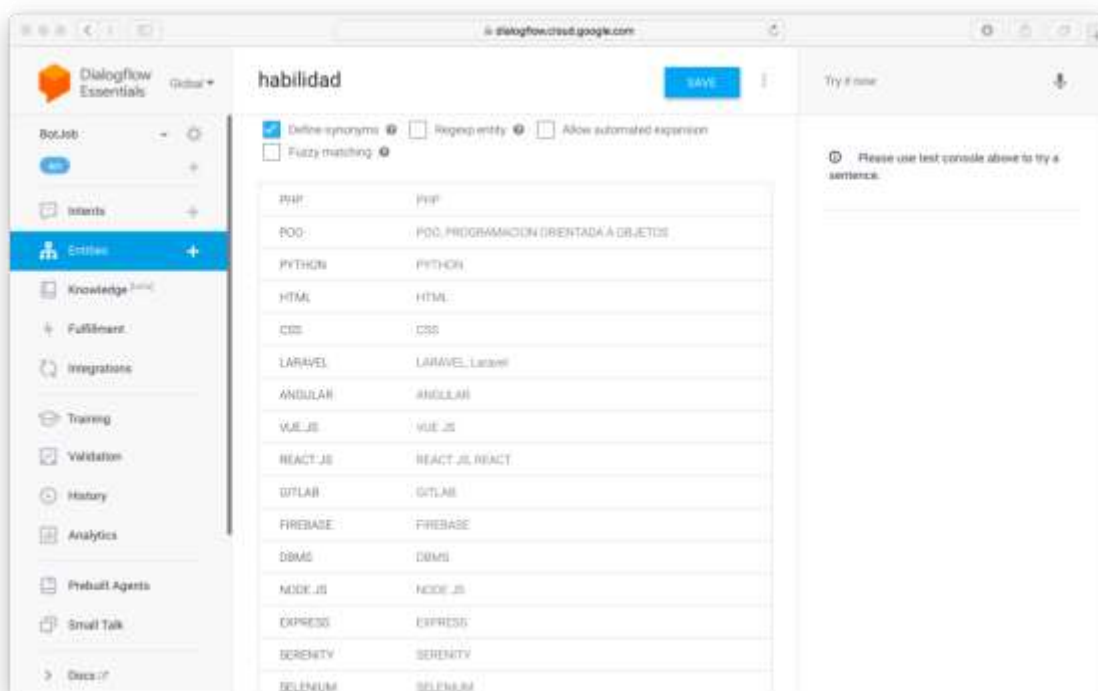 dialogflow.cloud.google.com
Dialogflow
Essentials
Global
habilidad
SAVE
Try it now
BotJob
en
Define synonyms
Regexp entity
Allow automated expansion
Fuzzy matching
Please use test console above to try a
sentence.
Intents
Entities
Knowledge [beta]
Fulfillment
Integrations
Training
Validation
History
Analytics
Prebuilt Agents
Small Talk
Docs
PHP PHP
POO POO, PROGRAMACION ORIENTADA A OBJETOS
PYTHON PYTHON
HTML HTML
CSS CSS
LARAVEL LARAVEL, Laravel
ANGULAR ANGULAR
VUE.JS VUE.JS
REACT.JS REACT.JS, REACT
GITLAB GITLAB
FIREBASE FIREBASE
DBMS DBMS
NODE.JS NODE.JS
EXPRESS EXPRESS
SERENITY SERENITY
SELENIUM SELENIUM